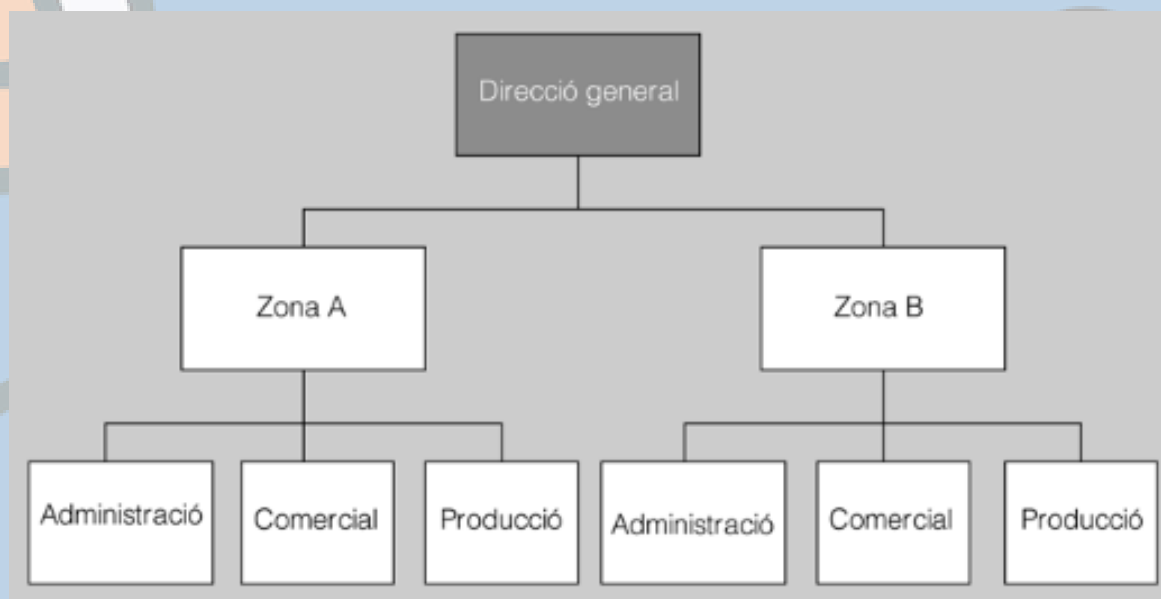 Direcció general
Zona A
Zona B
Administració
Comercial
Producció
Administració
Comercial
Producció